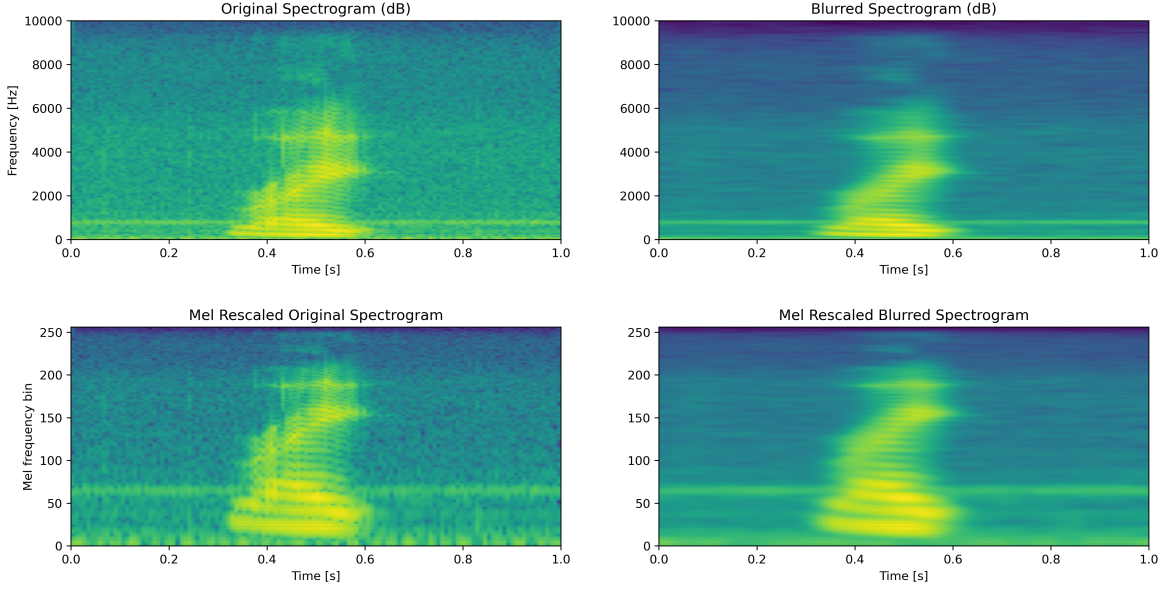 Original Spectrogram (dB)
Blurred Spectrogram (dB)
Frequency [Hz]
10000
8000
6000
4000
2000
0
0.0 0.2 0.4 0.6 0.8 1.0
Time [s]
10000
8000
6000
4000
2000
0
0.0 0.2 0.4 0.6 0.8 1.0
Time [s]
Mel Rescaled Original Spectrogram
Mel Rescaled Blurred Spectrogram
Mel frequency bin
250
200
150
100
50
0
0.0 0.2 0.4 0.6 0.8 1.0
Time [s]
250
200
150
100
50
0
0.0 0.2 0.4 0.6 0.8 1.0
Time [s]